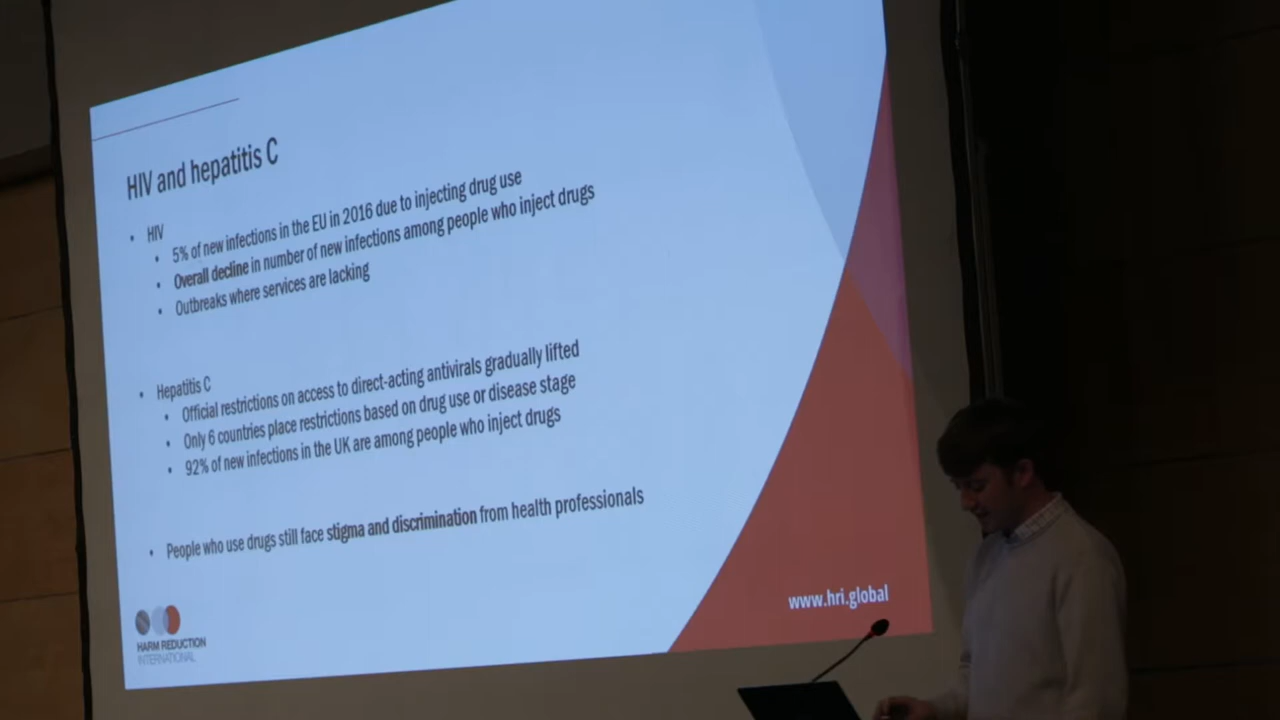 HIV and hepatitis C
• HIV
• 5% of new infections in the EU in 2016 due to injecting drug use
• Overall decline in number of new infections among people who inject drugs
• Outbreaks where services are lacking
• Hepatitis C
• Official restrictions on access to direct-acting antivirals gradually lifted
• Only 6 countries place restrictions based on drug use or disease stage
• 92% of new infections in the UK are among people who inject drugs
• People who use drugs still face stigma and discrimination from health professionals
www.hri.global
HARM REDUCTION
INTERNATIONAL